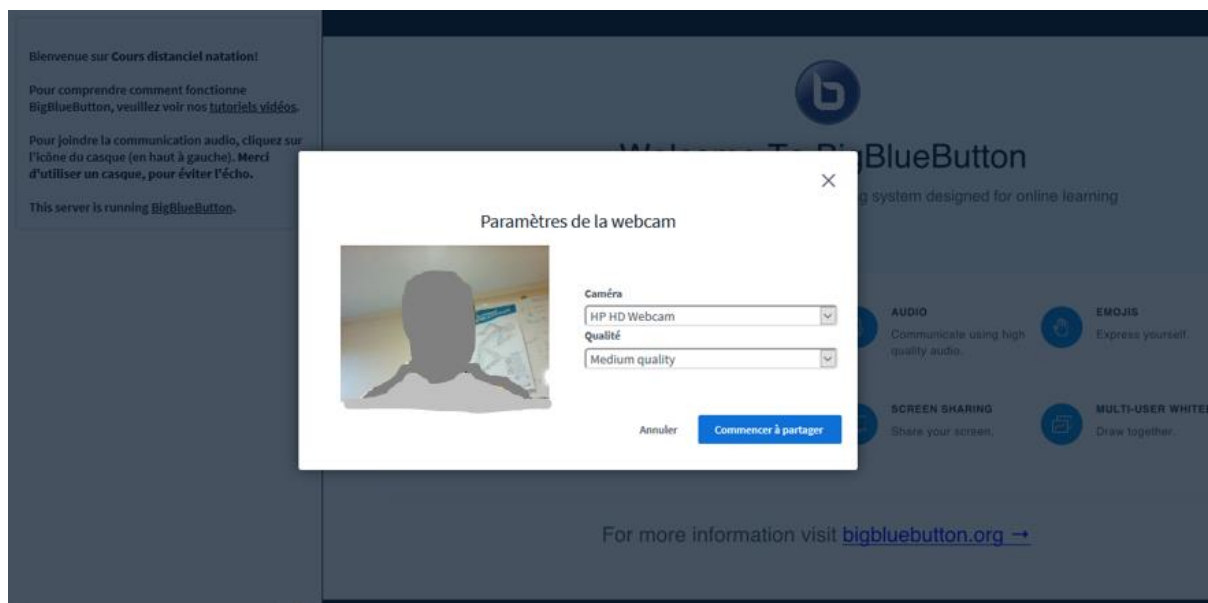 Bienvenue sur Cours distanciel natation!
Pour comprendre comment fonctionne
BigBlueButton, veuillez voir nos tutoriels vidéos.
Pour joindre la communication audio, cliquez sur
l'icône du casque (en haut à gauche). Merci
d'utiliser un casque, pour éviter l'écho.
This server is running BigBlueButton.
Welcome To BigBlueButton
g system designed for online learning
Paramètres de la webcam
Caméra
HP HD Webcam
Qualité
Medium quality
Annuler
Commencer à partager
AUDIO
Communicate using high
quality audio.
EMOJIS
Express yourself.
SCREEN SHARING
Share your screen.
MULTI-USER WHITE
Draw together.
For more information visit bigbluebutton.org →